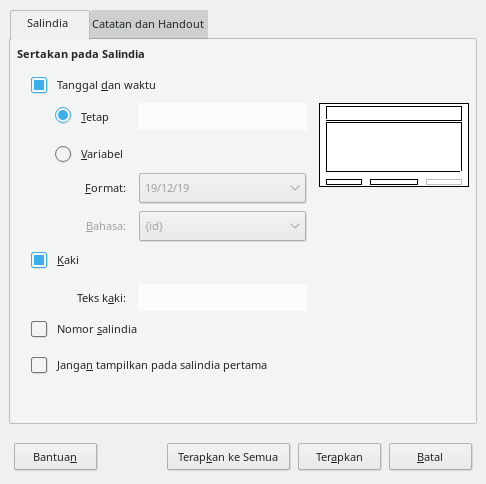 Salindia
Catatan dan Handout
Sertakan pada Salindia
Tanggal dan waktu
Tetap
Variabel
Format: 19/12/19
Bahasa: {id}
Kaki
Teks kaki:
Nomor salindia
Jangan tampilkan pada salindia pertama
Bantuan
Terapkan ke Semua
Terapkan
Batal